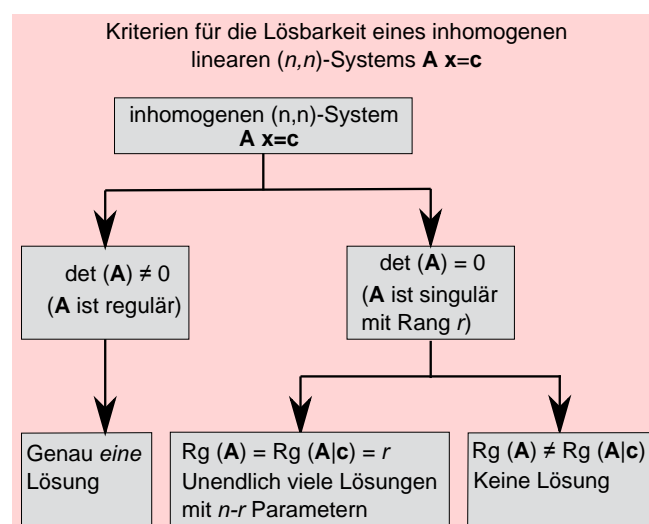 Kriterien für die Lösbarkeit eines inhomogenen
linearen (n,n)-Systems A x=c
inhomogenen (n,n)-System
A x=c
det (A) ≠ 0
(A ist regulär)
det (A) = 0
(A ist singulär
mit Rang r)
Genau eine
Lösung
Rg (A) = Rg (A|c) = r
Unendlich viele Lösungen
mit n-r Parametern
Rg (A) ≠ Rg (A|c)
Keine Lösung